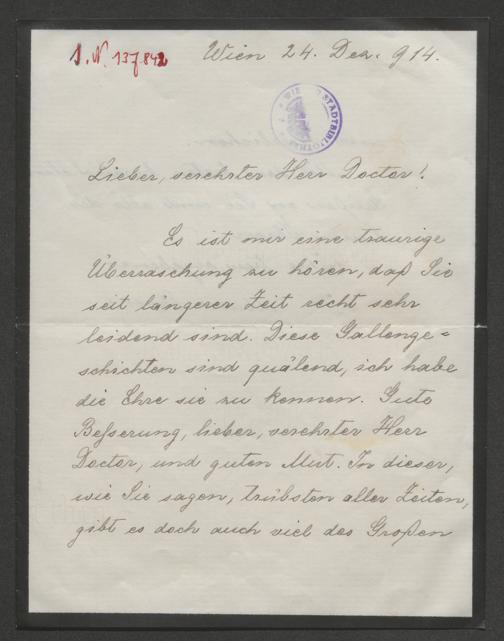 J. N. 137842
Wien 24. Dez. 914.
WIENER STADTBIBLIOTHEK
Lieber, verehrter Herr Doctor!
Es ist mir eine traurige
Überraschung zu hören, daß Sie
seit längerer Zeit recht sehr
leidend sind. Diese Gallenge=
schichten sind quälend, ich habe
die Ehre sie zu kennen. Gute
Beßerung, lieber, verehrter Herr
Doctor, und guten Mut. In dieser,
wie Sie sagen, trübsten aller Zeiten,
gibt es doch auch viel des Großen